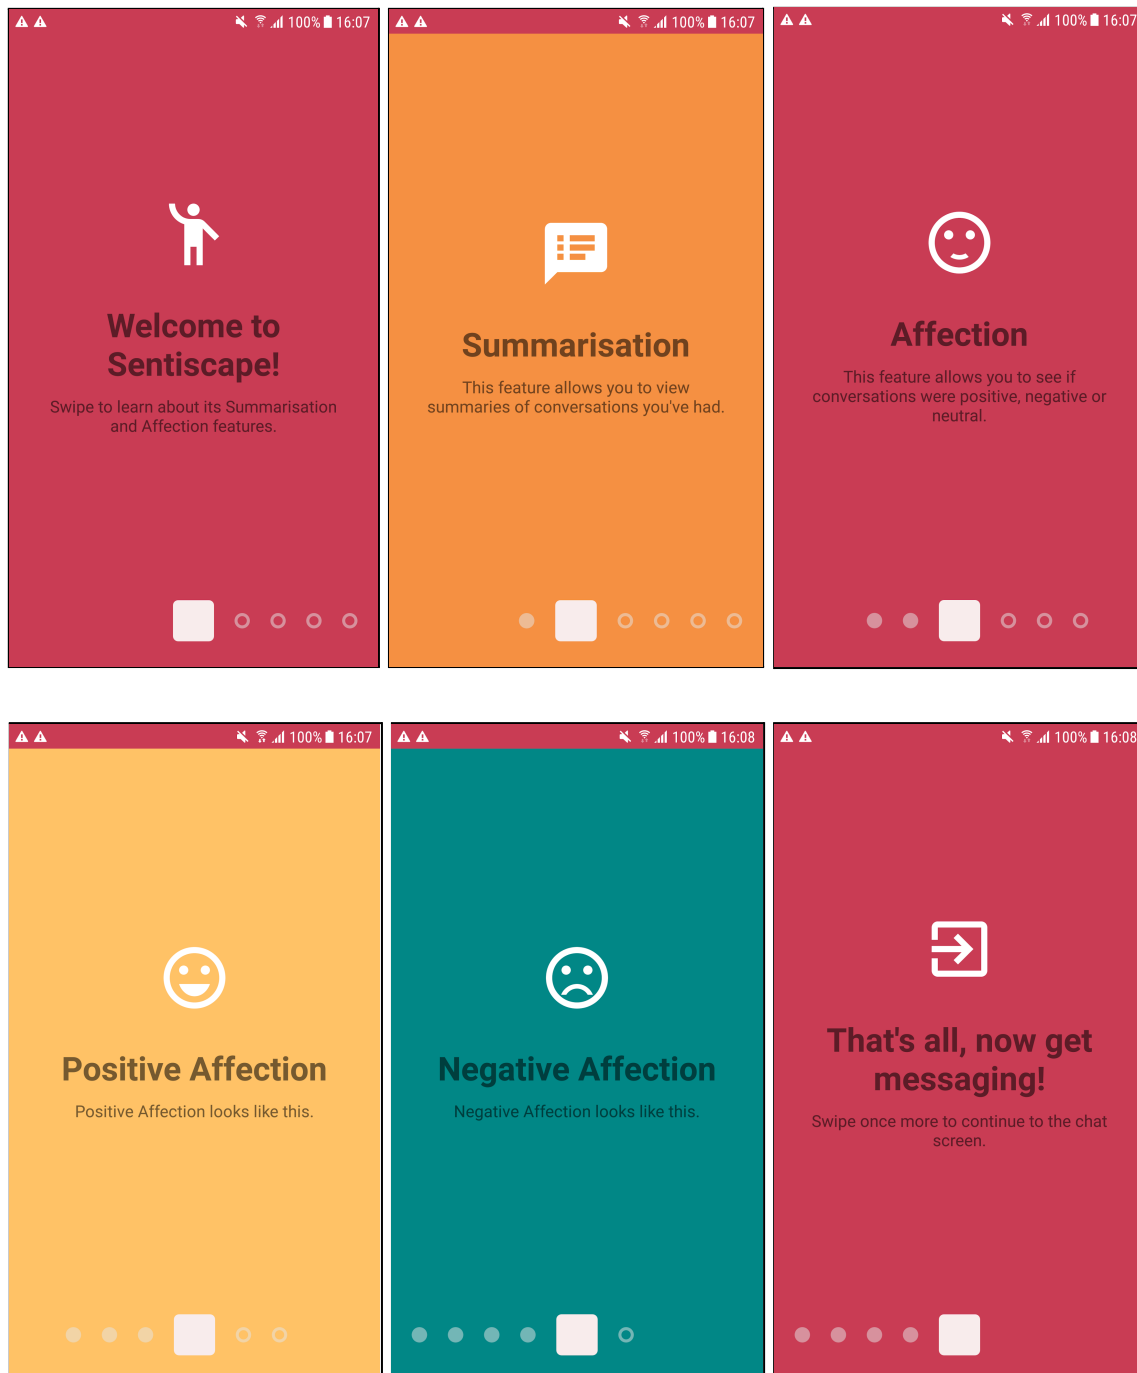 100% 16:07
Welcome to
Sentiscape!
Swipe to learn about its Summarisation
and Affection features.
100% 16:07
Summarisation
This feature allows you to view
summaries of conversations you've had.
100% 16:07
Affection
This feature allows you to see if
conversations were positive, negative or
neutral.
100% 16:07
Positive Affection
Positive Affection looks like this.
100% 16:08
Negative Affection
Negative Affection looks like this.
100% 16:08
That's all, now get
messaging!
Swipe once more to continue to the chat
screen.